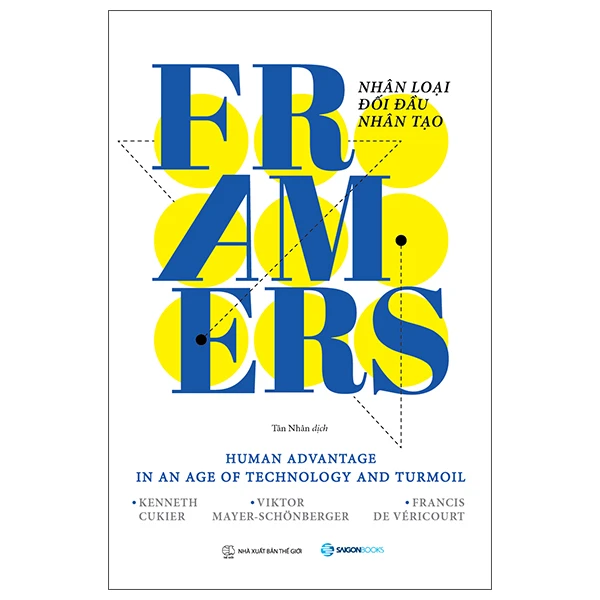 FR
AM
ERS
NHÂN LOẠI
ĐỐI ĐẦU
NHÂN TẠO
Tân Nhân dịch
HUMAN ADVANTAGE
IN AN AGE OF TECHNOLOGY AND TURMOIL
• KENNETH CUKIER
• VIKTOR MAYER-SCHÖNBERGER
• FRANCIS DE VÉRICOURT
NHÀ XUẤT BẢN THẾ GIỚI
SAIGONBOOKS